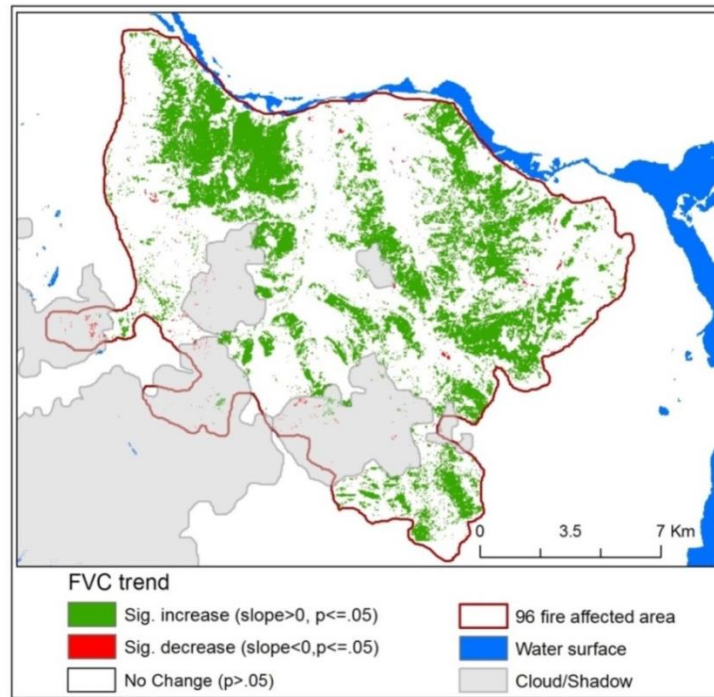 0 3.5 7 Km
FVC trend
Sig. increase (slope>0, p<=.05)
Sig. decrease (slope<0,p<=.05)
No Change (p>.05)
96 fire affected area
Water surface
Cloud/Shadow